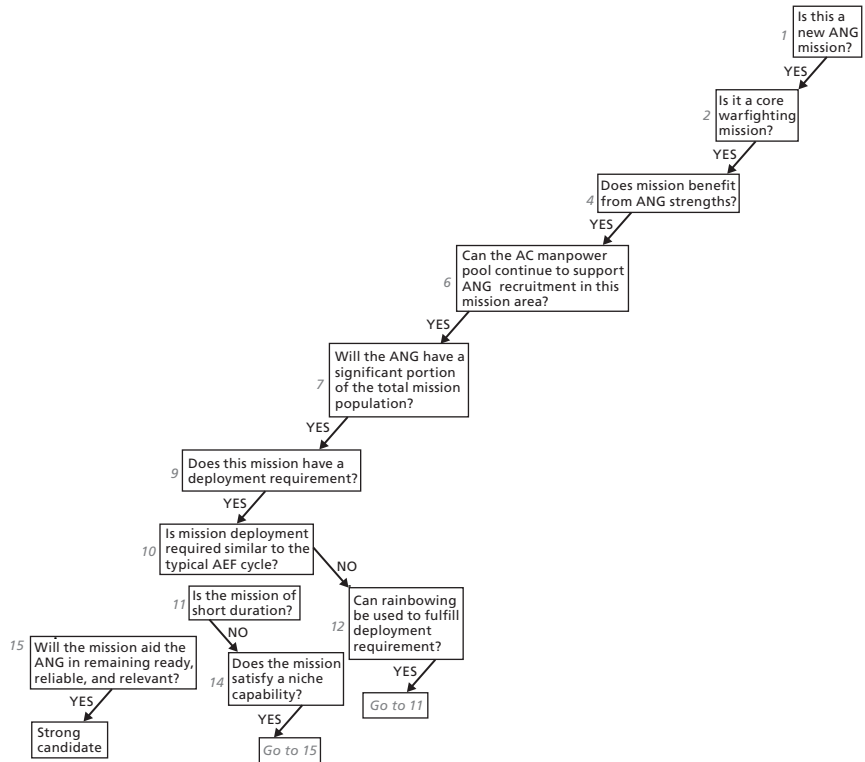 1
Is this a
new ANG
mission?
YES
2
Is it a core
warfighting
mission?
YES
4
Does mission benefit
from ANG strengths?
YES
6
Can the AC manpower
pool continue to support
ANG recruitment in this
mission area?
YES
7
Will the ANG have a
significant portion
of the total mission
population?
YES
9
Does this mission have a
deployment requirement?
YES
10
Is mission deployment
required similar to the
typical AEF cycle?
NO
11
Is the mission of
short duration?
NO
12
Can rainbowing
be used to fulfill
deployment
requirement?
YES
Go to 11
14
Does the mission
satisfy a niche
capability?
YES
Go to 15
15
Will the mission aid the
ANG in remaining ready,
reliable, and relevant?
YES
Strong
candidate